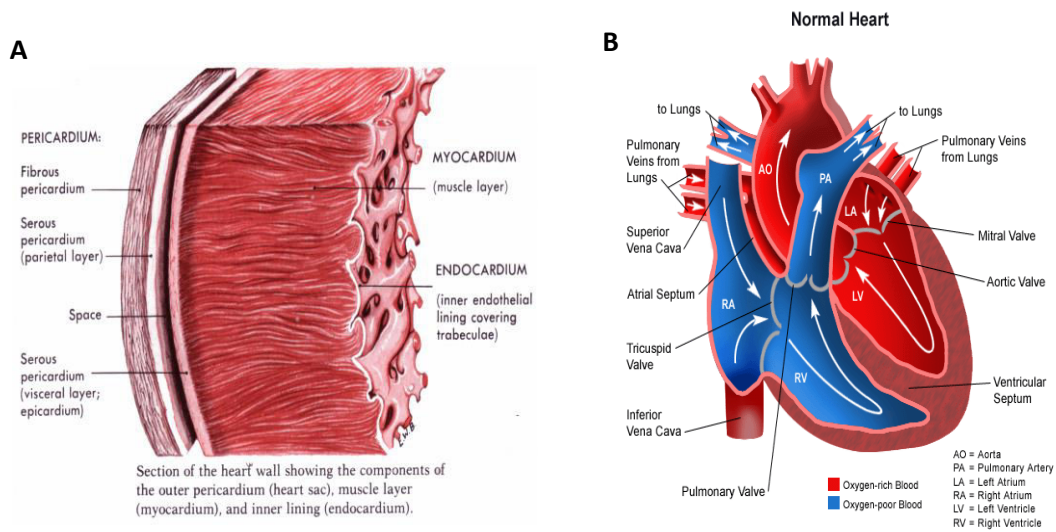 A
PERICARDIUM:
Fibrous
pericardium
Serous
pericardium
(parietal layer)
Space
Serous
pericardium
(visceral layer;
epicardium)
MYOCARDIUM
(muscle layer)
ENDOCARDIUM
(inner endothelial
lining covering
trabeculae)
E.W.B.
Section of the heart wall showing the components of
the outer pericardium (heart sac), muscle layer
(myocardium), and inner lining (endocardium).
B
Normal Heart
to Lungs
to Lungs
Pulmonary
Veins from
Lungs
Pulmonary Veins
from Lungs
AO
PA
LA
Superior
Vena Cava
Mitral Valve
Aortic Valve
Atrial Septum
RA
LV
Tricuspid
Valve
RV
Ventricular
Septum
Inferior
Vena Cava
Pulmonary Valve
Oxygen-rich Blood
Oxygen-poor Blood
AO = Aorta
PA = Pulmonary Artery
LA = Left Atrium
RA = Right Atrium
LV = Left Ventricle
RV = Right Ventricle